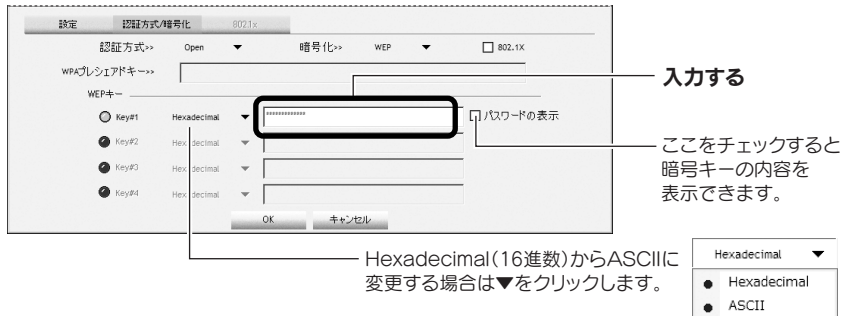 設定 認証方式/暗号化 802.1x
認証方式>> Open 暗号化>> WEP 802.1X
WPAプレシェアドキー>>
WEPキー
Key#1 Hexadecimal ************* パスワードの表示
Key#2 Hexadecimal
Key#3 Hexadecimal
Key#4 Hexadecimal
OK キャンセル
入力する
ここをチェックすると
暗号キーの内容を
表示できます。
Hexadecimal(16進数)からASCIIに
変更する場合は▼をクリックします。
Hexadecimal
Hexadecimal
ASCII